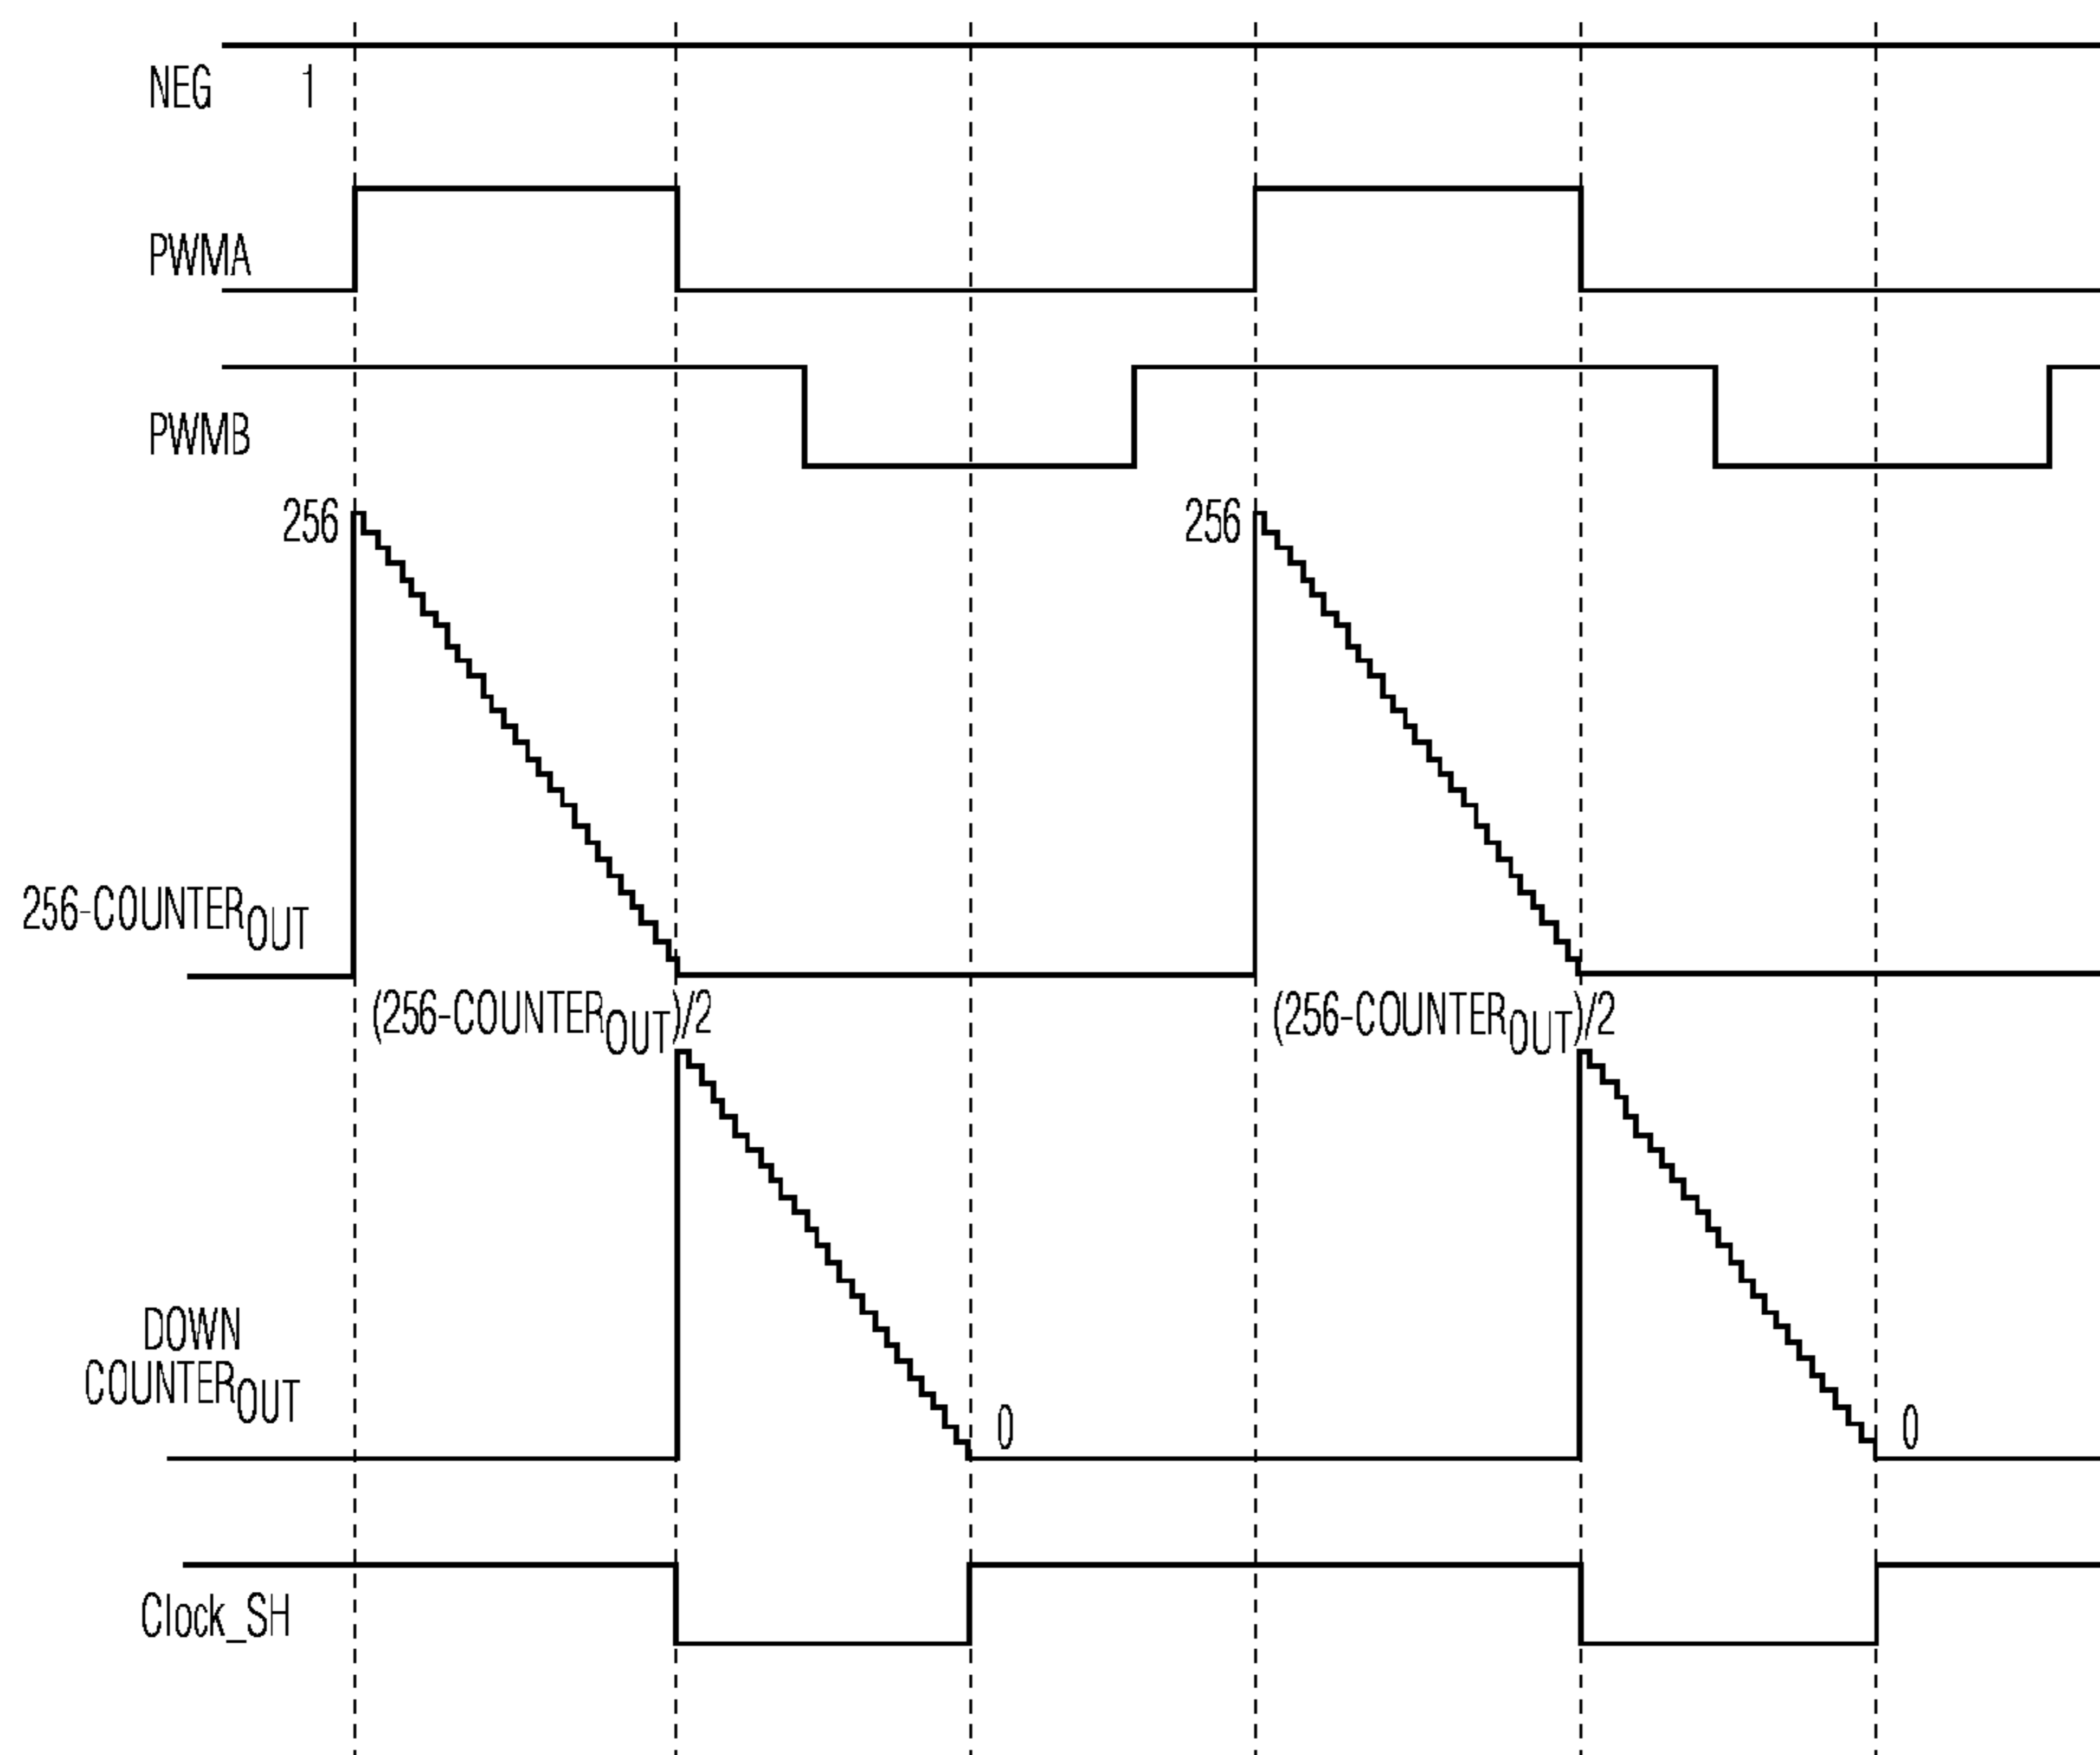 NEG 1
PWMA
PWMB
256 256
256-COUNTEROUT
(256-COUNTEROUT)/2 (256-COUNTEROUT)/2
DOWN
COUNTEROUT
0 0
Clock_SH